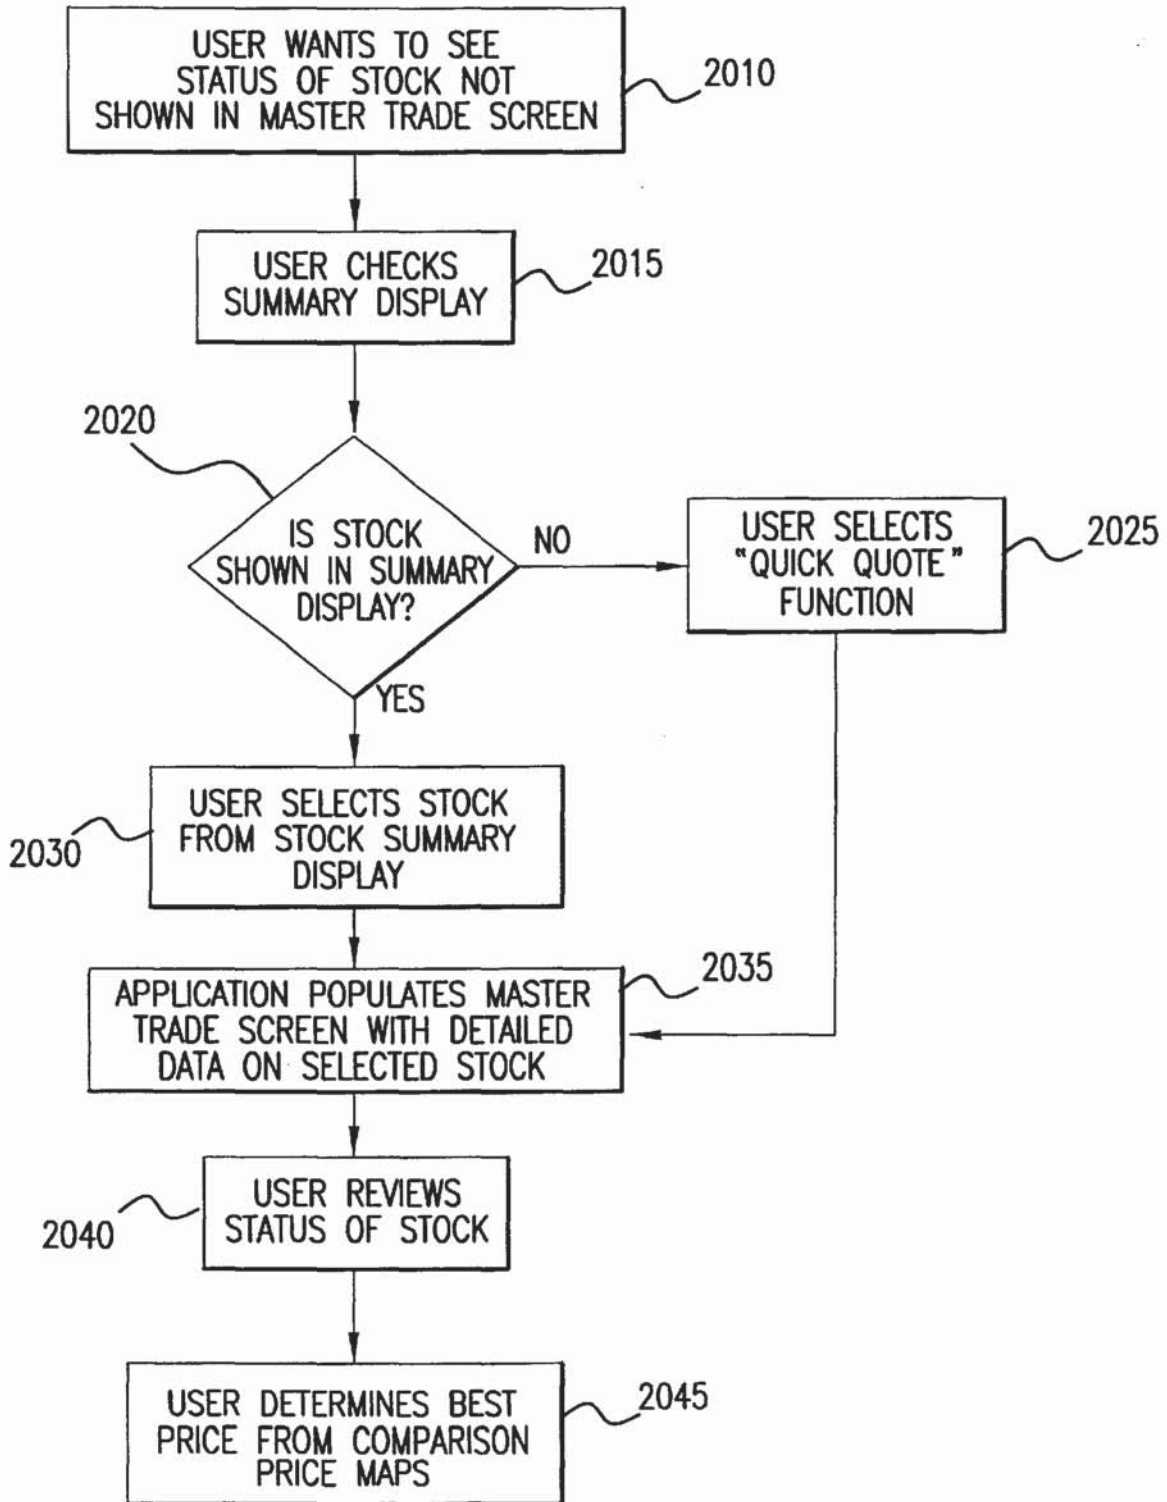 USER WANTS TO SEE
STATUS OF STOCK NOT
SHOWN IN MASTER TRADE SCREEN
2010
USER CHECKS
SUMMARY DISPLAY
2015
2020
IS STOCK
SHOWN IN SUMMARY
DISPLAY?
NO
YES
USER SELECTS
"QUICK QUOTE"
FUNCTION
2025
USER SELECTS STOCK
FROM STOCK SUMMARY
DISPLAY
2030
APPLICATION POPULATES MASTER
TRADE SCREEN WITH DETAILED
DATA ON SELECTED STOCK
2035
USER REVIEWS
STATUS OF STOCK
2040
USER DETERMINES BEST
PRICE FROM COMPARISON
PRICE MAPS
2045